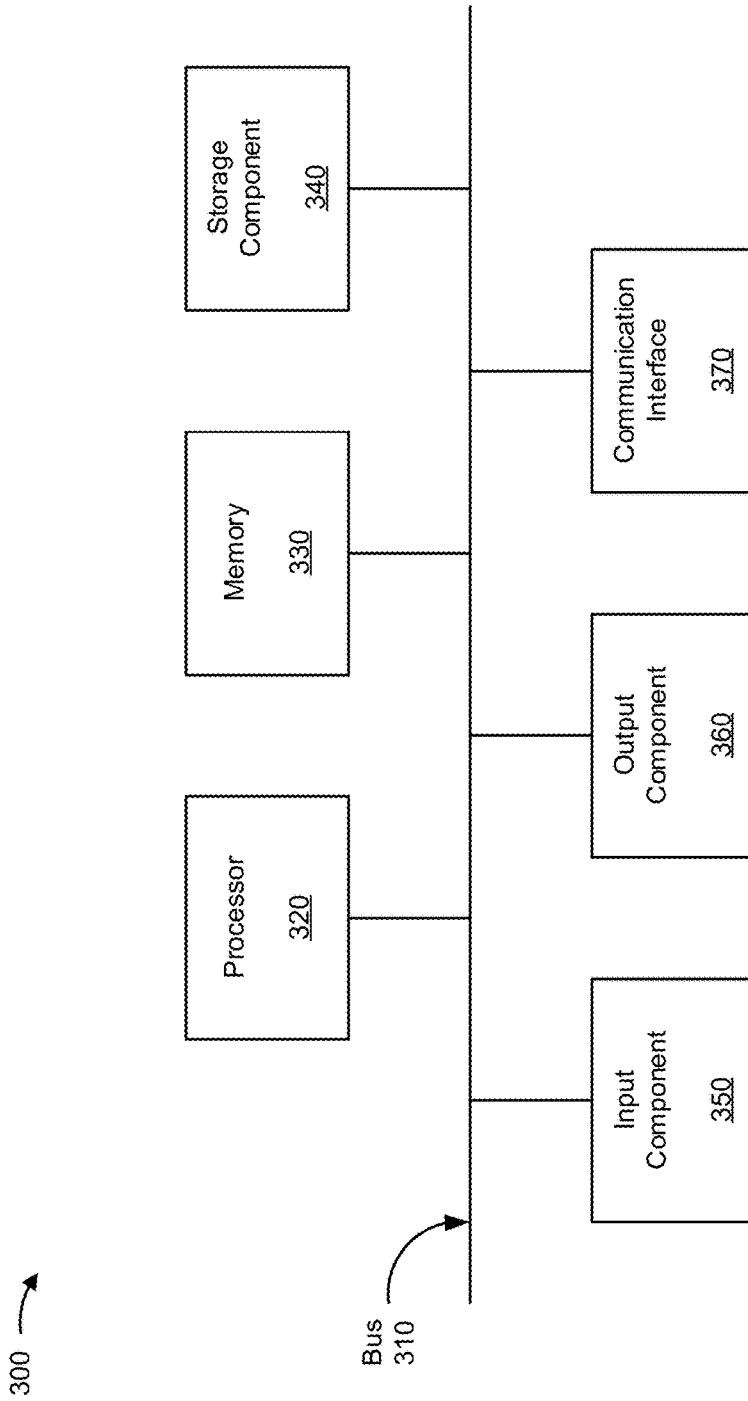 300
Bus
310
Processor
320
Memory
330
Storage
Component
340
Input
Component
350
Output
Component
360
Communication
Interface
370